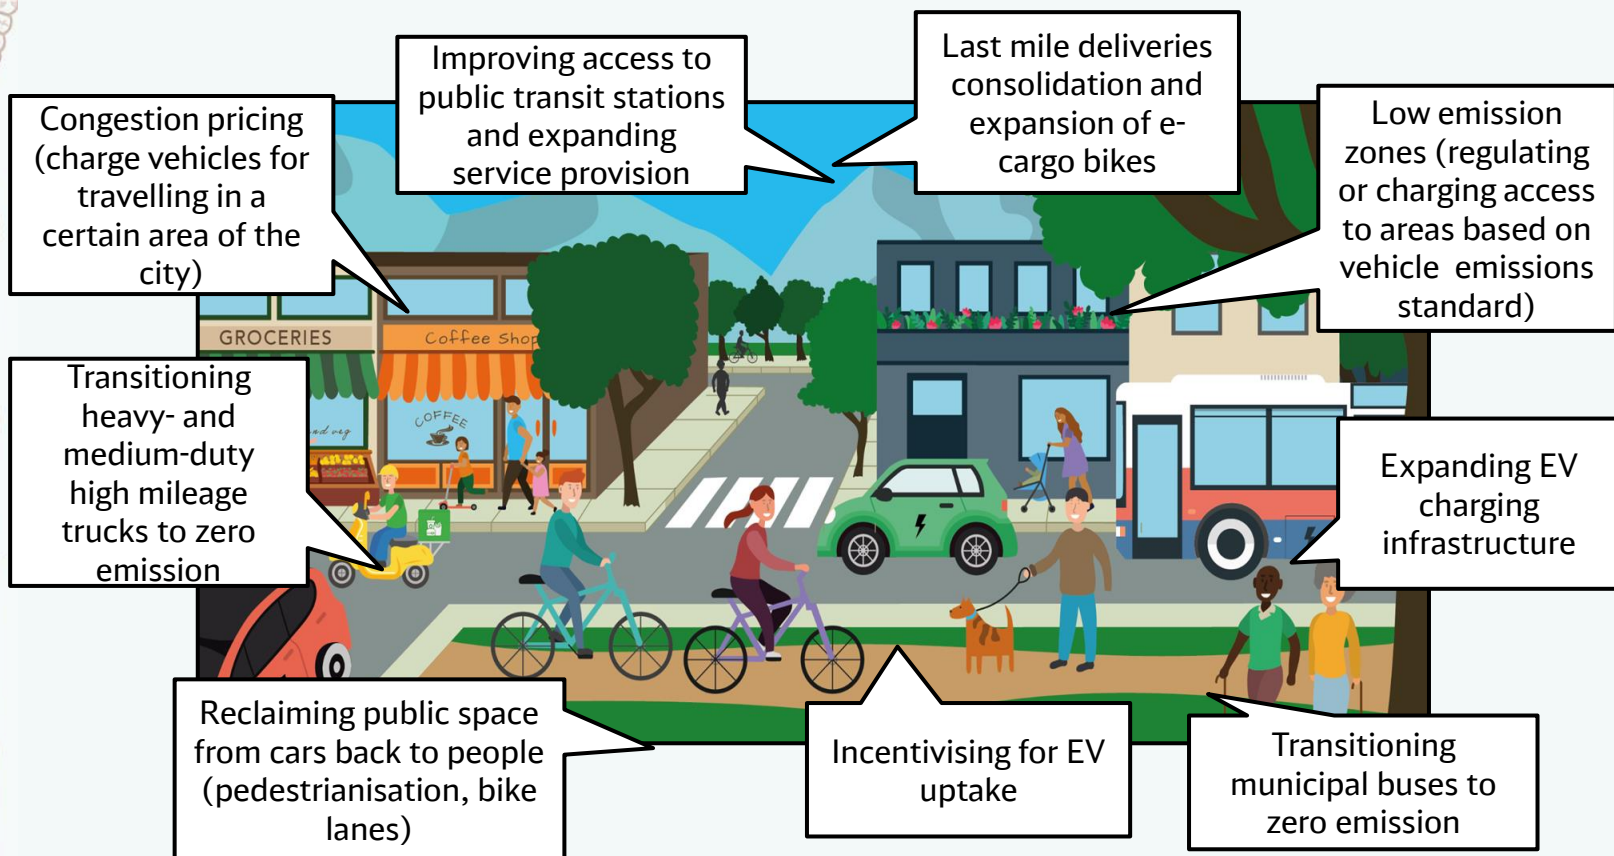 Improving access to
public transit stations
and expanding
service provision
Last mile deliveries
consolidation and
expansion of e-
cargo bikes
Congestion pricing
(charge vehicles for
travelling in a
certain area of the
city)
Low emission
zones (regulating
or charging access
to areas based on
vehicle emissions
standard)
GROCERIES
Coffee Shop
COFFEE
nd veg
Transitioning
heavy- and
medium-duty
high mileage
trucks to zero
emission
Expanding EV
charging
infrastructure
Reclaiming public space
from cars back to people
(pedestrianisation, bike
lanes)
Incentivising for EV
uptake
Transitioning
municipal buses to
zero emission